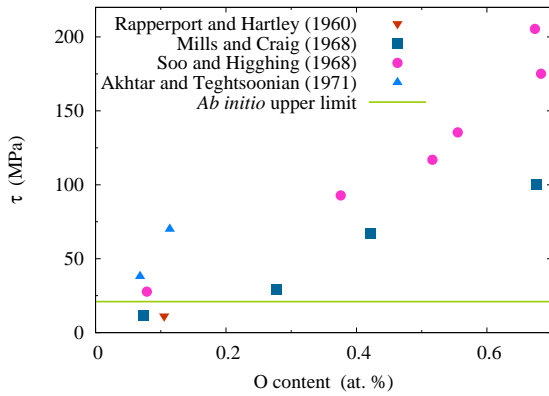 Rapperport and Hartley (1960)
Mills and Craig (1968)
Soo and Higghing (1968)
Akhtar and Teghtsoonian (1971)
Ab initio upper limit
200
150
100
50
0
τ (MPa)
0 0.2 0.4 0.6
O content (at. %)